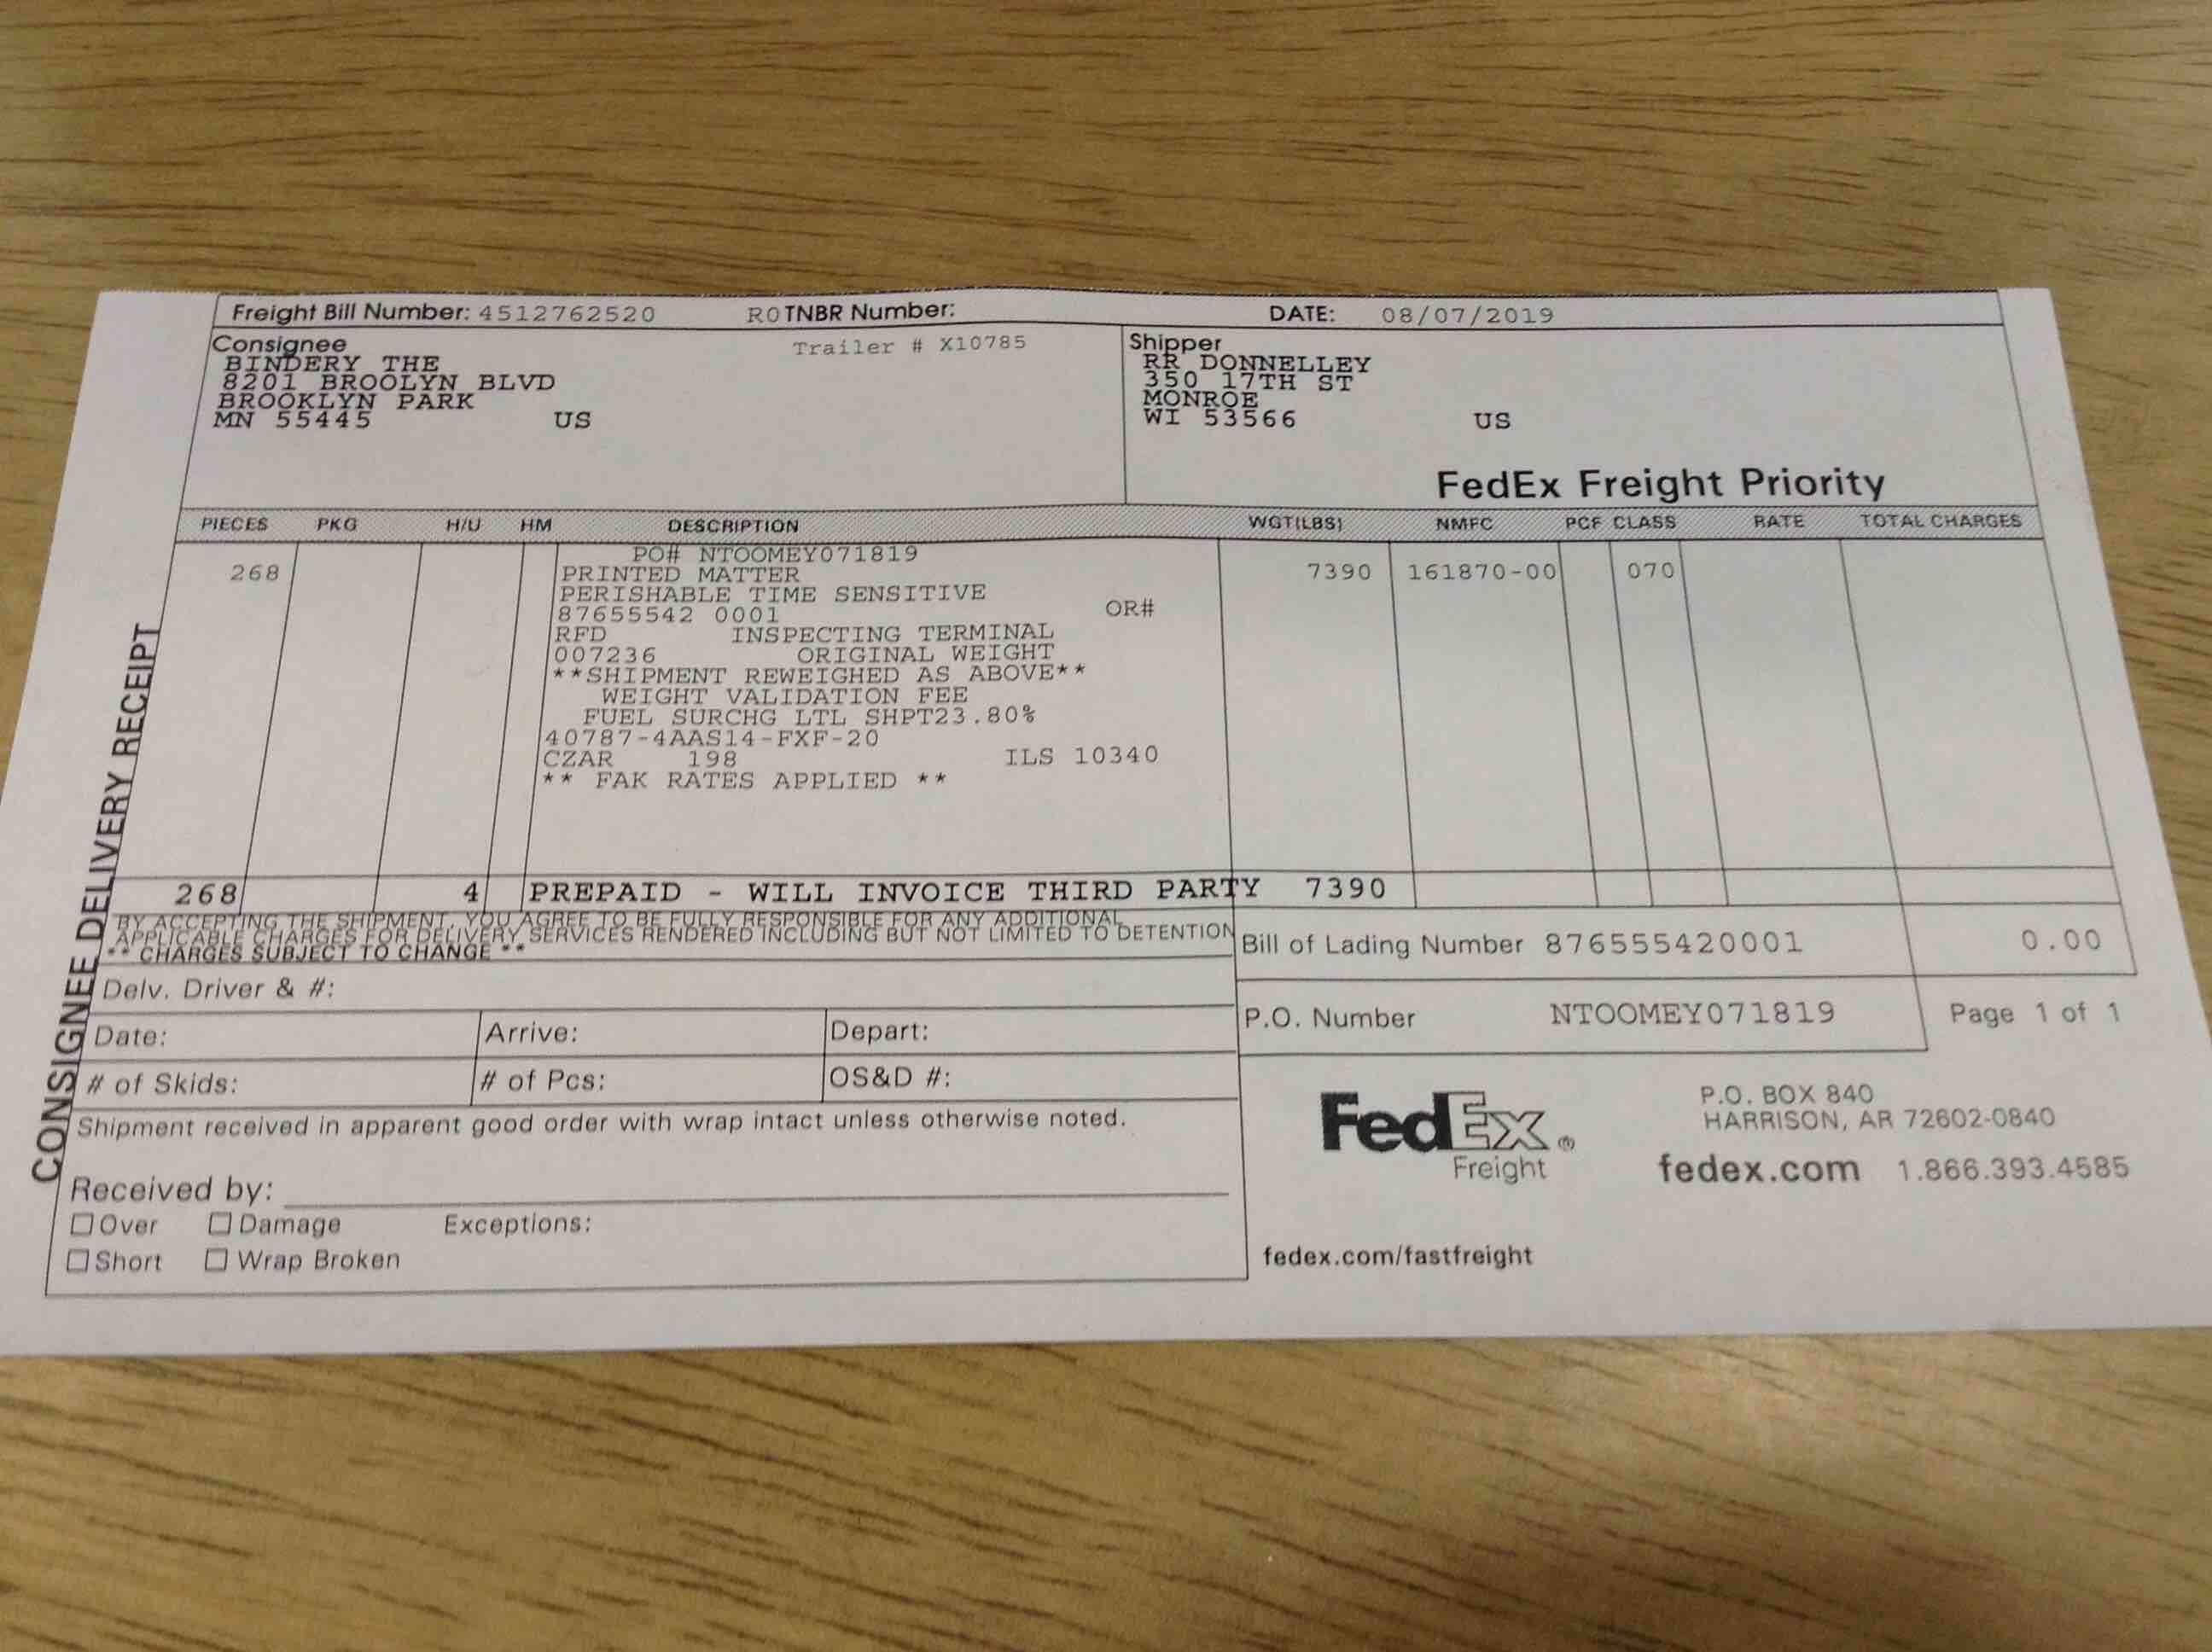 Freight Bill Number: 4512762520 ROTNBR Number: DATE: 08/07/2019
Consignee Trailer # X10785
BINDERY THE
8201 BROOLYN BLVD
BROOKLYN PARK
MN 55445 US
Shipper
RR DONNELLEY
350 17TH ST
MONROE
WI 53566 US
FedEx Freight Priority
PIECES PKG H/U HM DESCRIPTION WGT(LBS) NMFC PCF CLASS RATE TOTAL CHARGES
PO# NTOOMEY071819
268 PRINTED MATTER 7390 161870-00 070
PERISHABLE TIME SENSITIVE
87655542 0001 OR#
RFD INSPECTING TERMINAL
007236 ORIGINAL WEIGHT
**SHIPMENT REWEIGHED AS ABOVE**
WEIGHT VALIDATION FEE
FUEL SURCHG LTL SHPT23.80%
40787-4AAS14-FXF-20
CZAR 198 ILS 10340
** FAK RATES APPLIED **
268 4 PREPAID - WILL INVOICE THIRD PARTY 7390
BY ACCEPTING THE SHIPMENT, YOU AGREE TO BE FULLY RESPONSIBLE FOR ANY ADDITIONAL
APPLICABLE CHARGES FOR DELIVERY SERVICES RENDERED INCLUDING BUT NOT LIMITED TO DETENTION
** CHARGES SUBJECT TO CHANGE **
Bill of Lading Number 876555420001 0.00
Delv. Driver & #:
P.O. Number NTOOMEY071819 Page 1 of 1
Date: Arrive: Depart:
# of Skids: # of Pcs: OS&D #:
Shipment received in apparent good order with wrap intact unless otherwise noted.
Received by:
☐ Over ☐ Damage Exceptions:
☐ Short ☐ Wrap Broken
FedEx®
Freight
P.O. BOX 840
HARRISON, AR 72602-0840
fedex.com 1.866.393.4585
fedex.com/fastfreight
CONSIGNEE DELIVERY RECEIPT